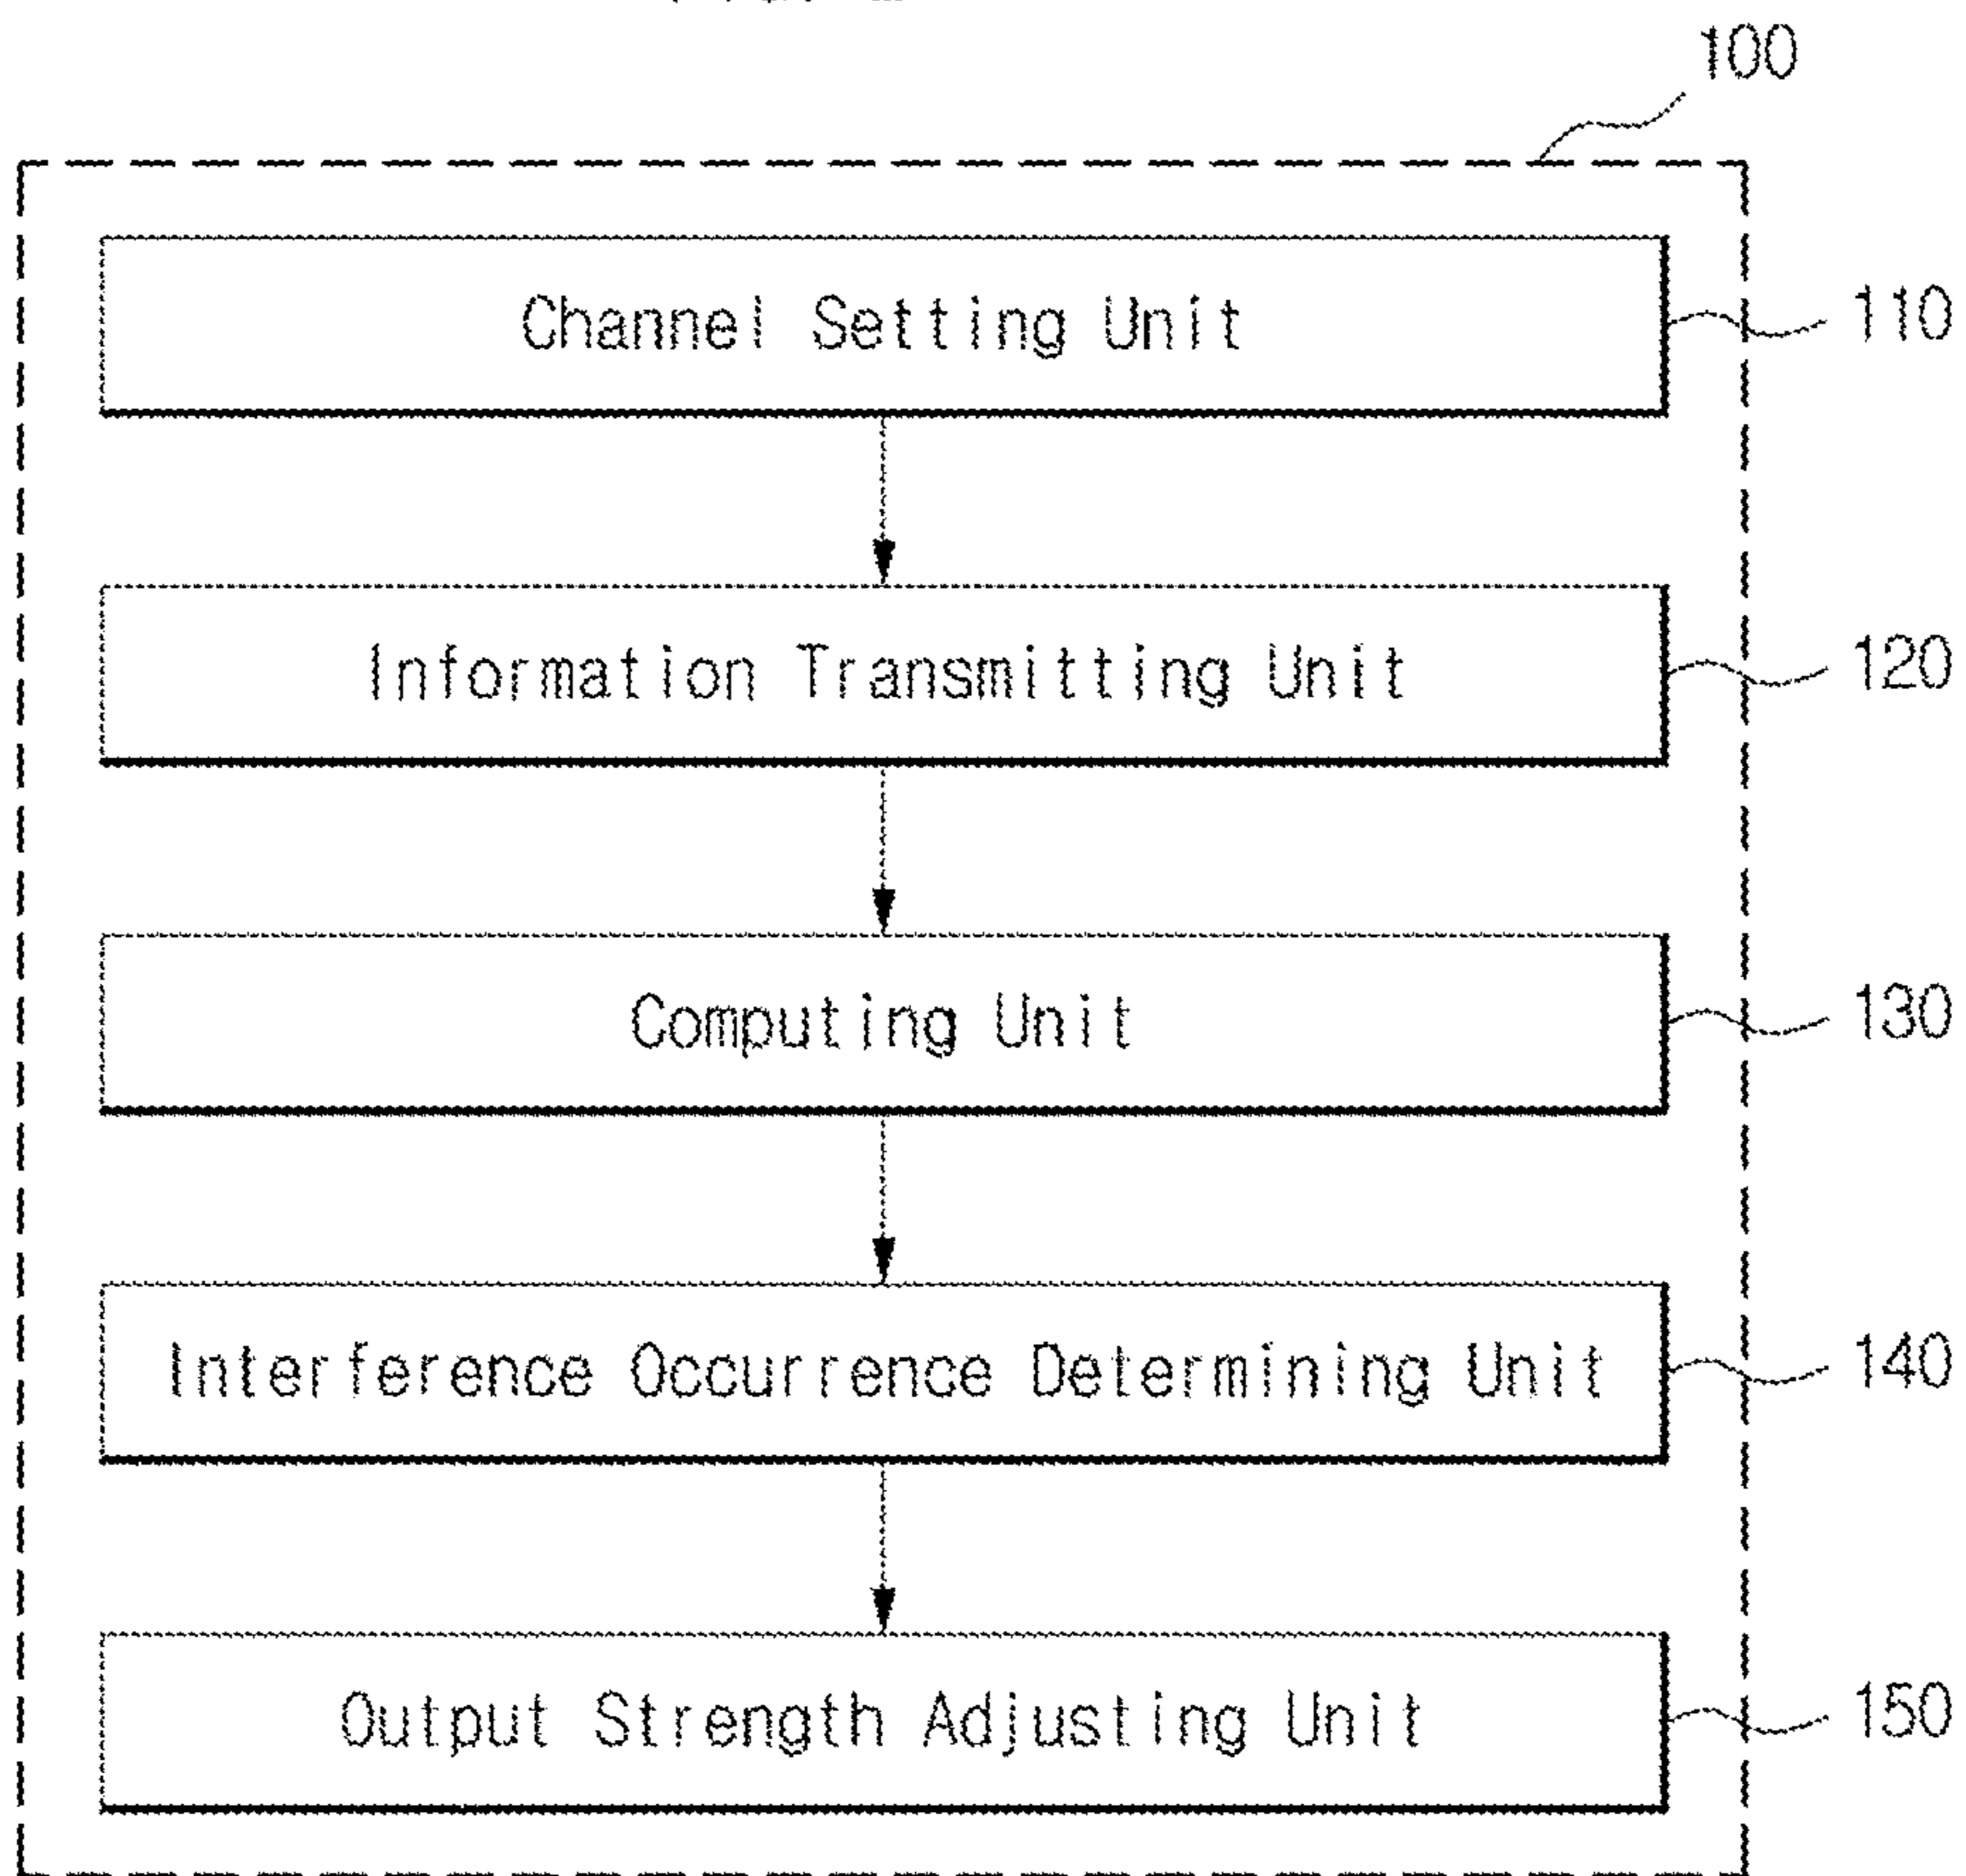 100
Channel Setting Unit
110
Information Transmitting Unit
120
Computing Unit
130
Interference Occurrence Determining Unit
140
Output Strength Adjusting Unit
150